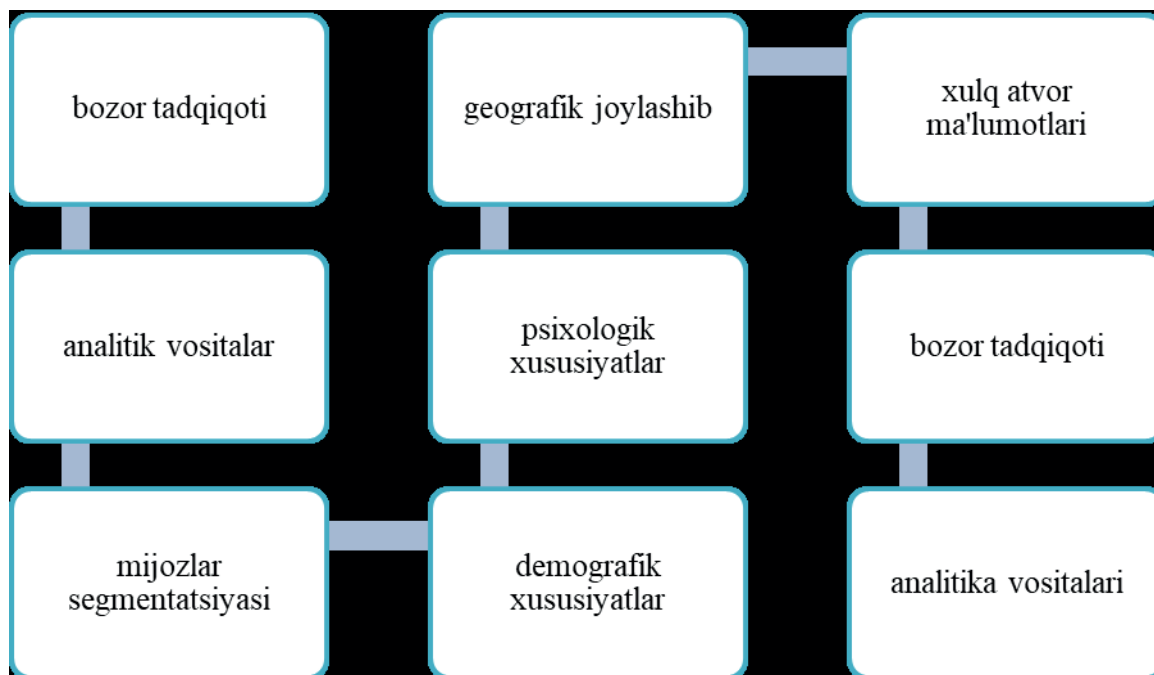 bozor tadqiqoti
geografik joylashib
xulq atvor
ma'lumotlari
analitik vositalar
psixologik
xususiyatlar
bozor tadqiqoti
mijozlar
segmentatsiyasi
demografik
xususiyatlar
analitika vositalari